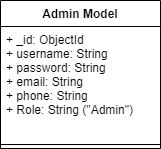 Admin Model
+ _id: ObjectId
+ username: String
+ password: String
+ email: String
+ phone: String
+ Role: String ("Admin")